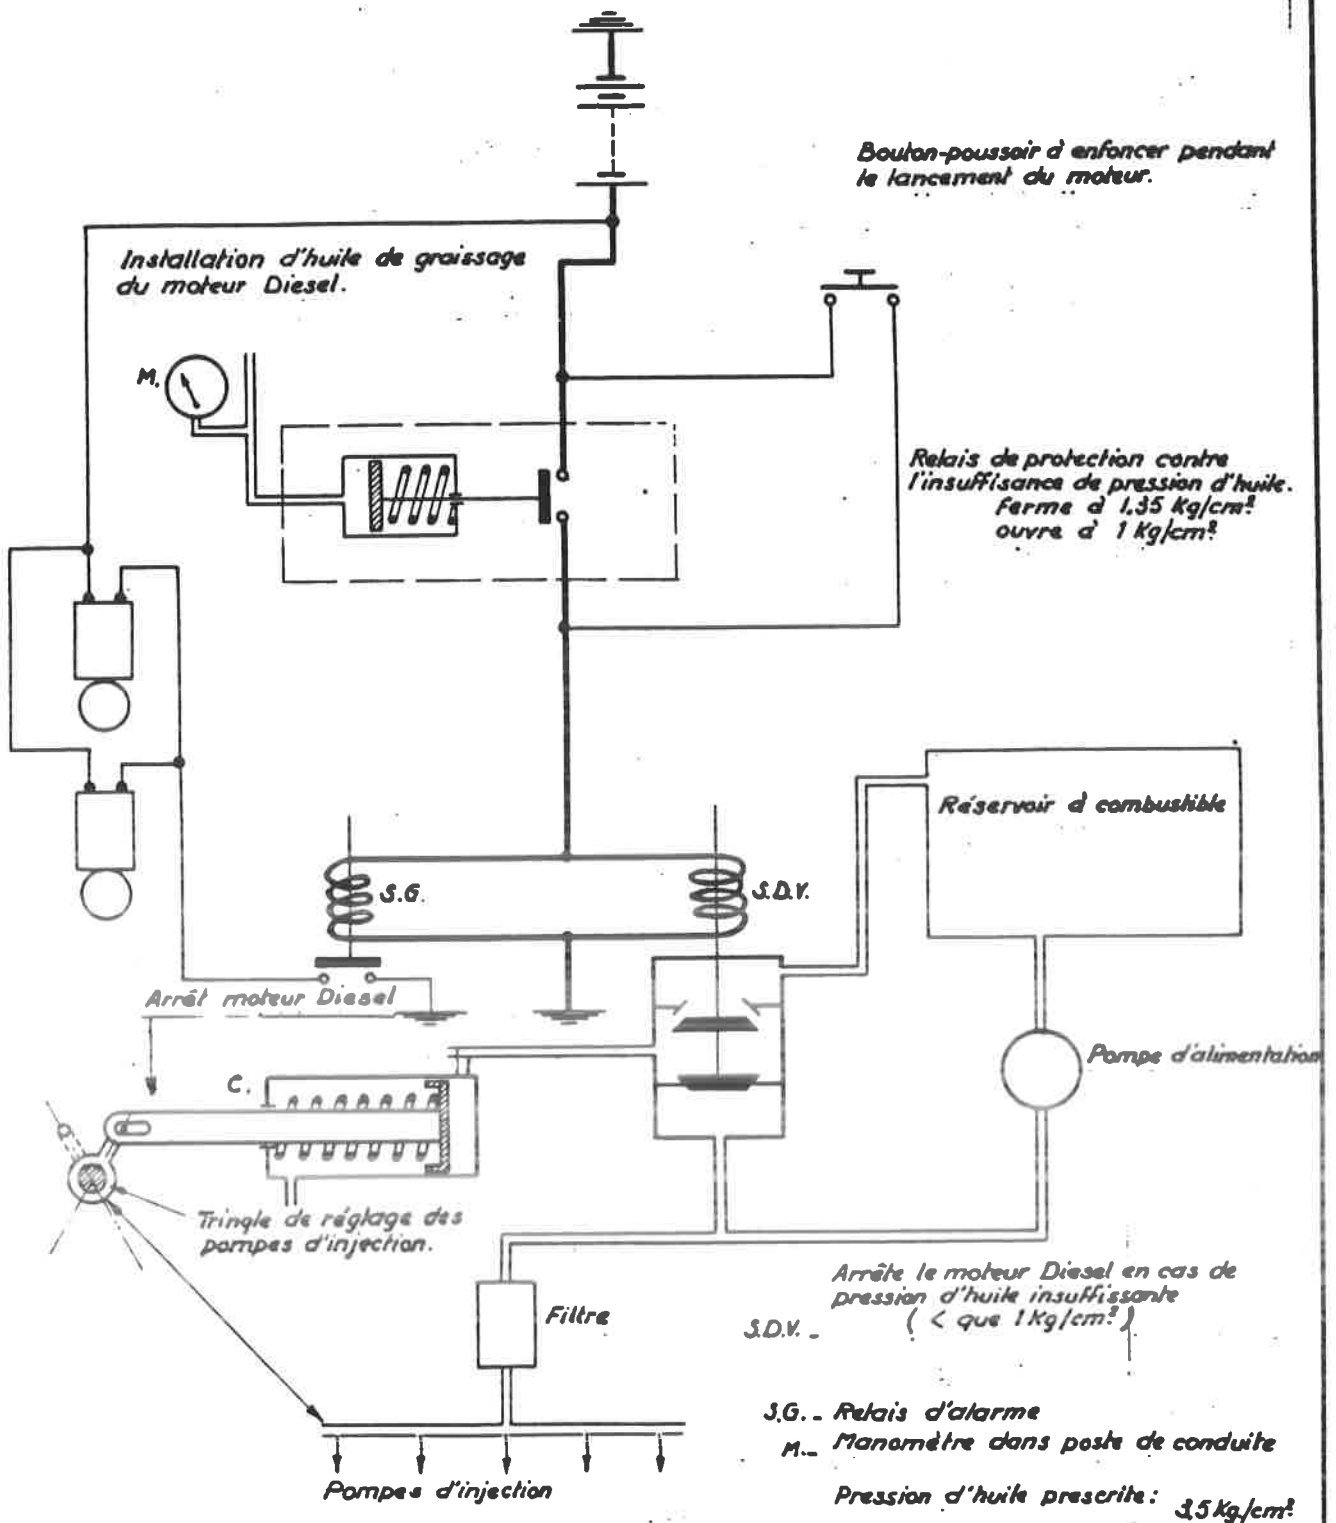 Bouton-poussoir à enfoncer pendant
le lancement du moteur.
Installation d'huile de graissage
du moteur Diesel.
M.
Relais de protection contre
l'insuffisance de pression d'huile.
Ferme à 1,35 Kg/cm²
ouvre à 1 Kg/cm²
Réservoir à combustible
S.G.
S.D.V.
Arrêt moteur Diesel
Pompe d'alimentation
C.
Tringle de réglage des
pompes d'injection.
Filtre
Arrête le moteur Diesel en cas de
pression d'huile insuffissante
S.D.V. - ( < que 1 Kg/cm²)
S.G. - Relais d'alarme
M. - Manomètre dans poste de conduite
Pompes d'injection
Pression d'huile prescrite : 3,5 Kg/cm²